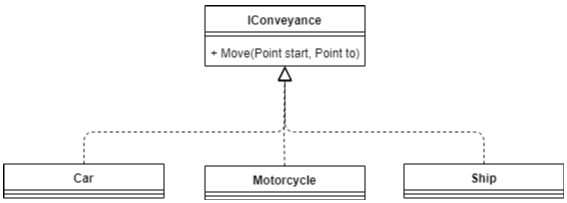 IConveyance
+ Move(Point start, Point to)
Car
Motorcycle
Ship